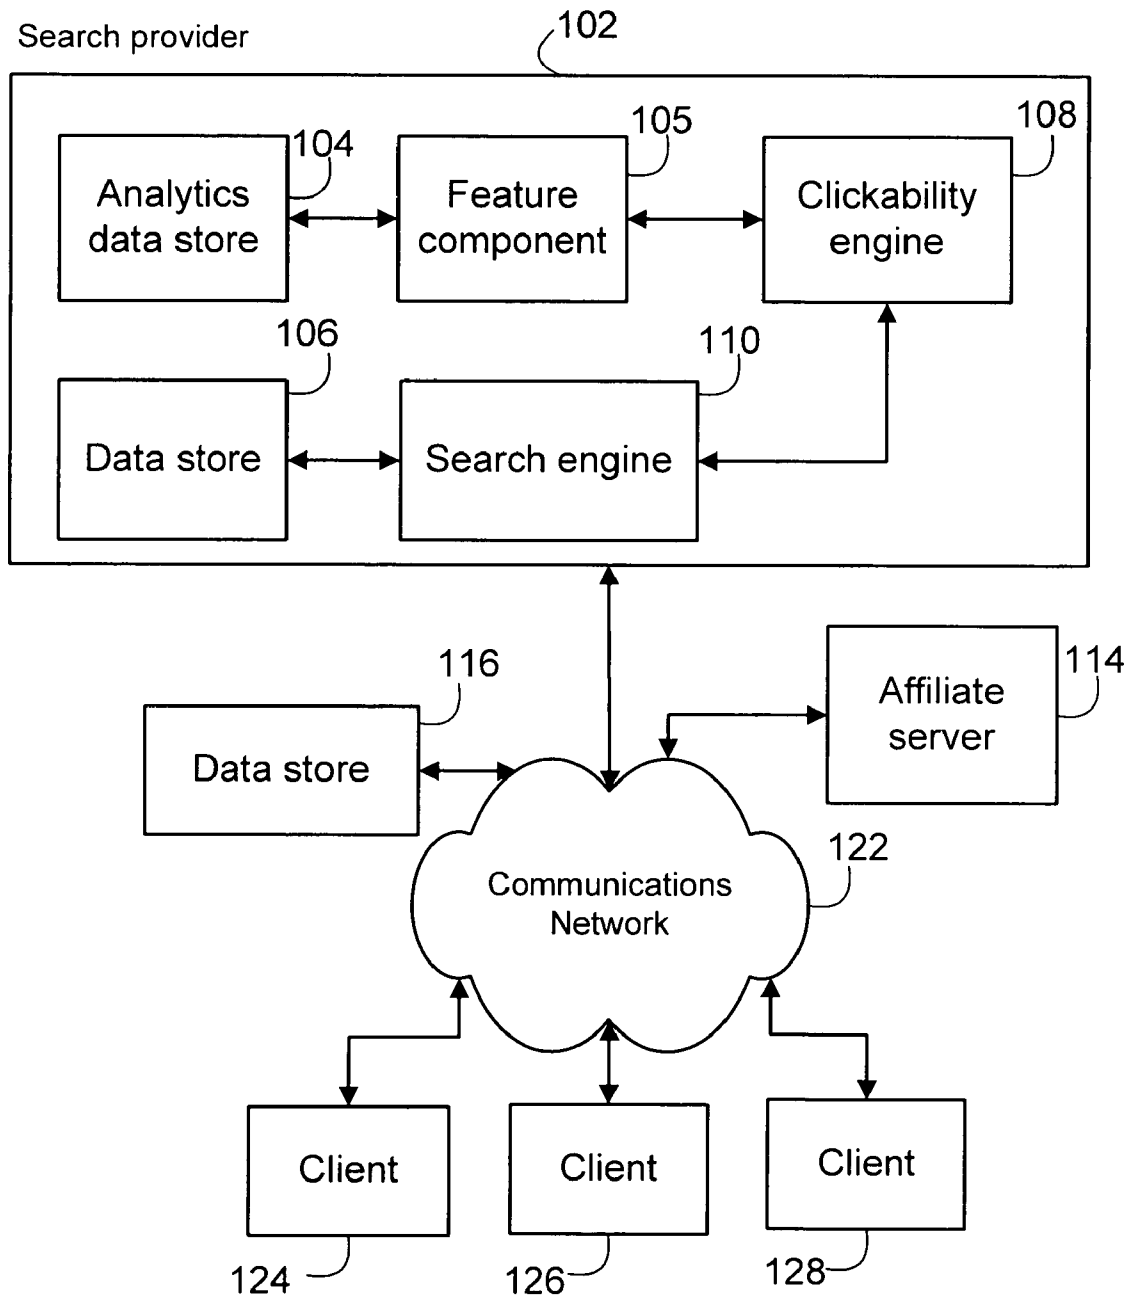 Search provider
102
104
105
108
Analytics
data store
Feature
component
Clickability
engine
106
110
Data store
Search engine
116
114
Affiliate
server
Data store
122
Communications
Network
Client
Client
Client
124
126
128